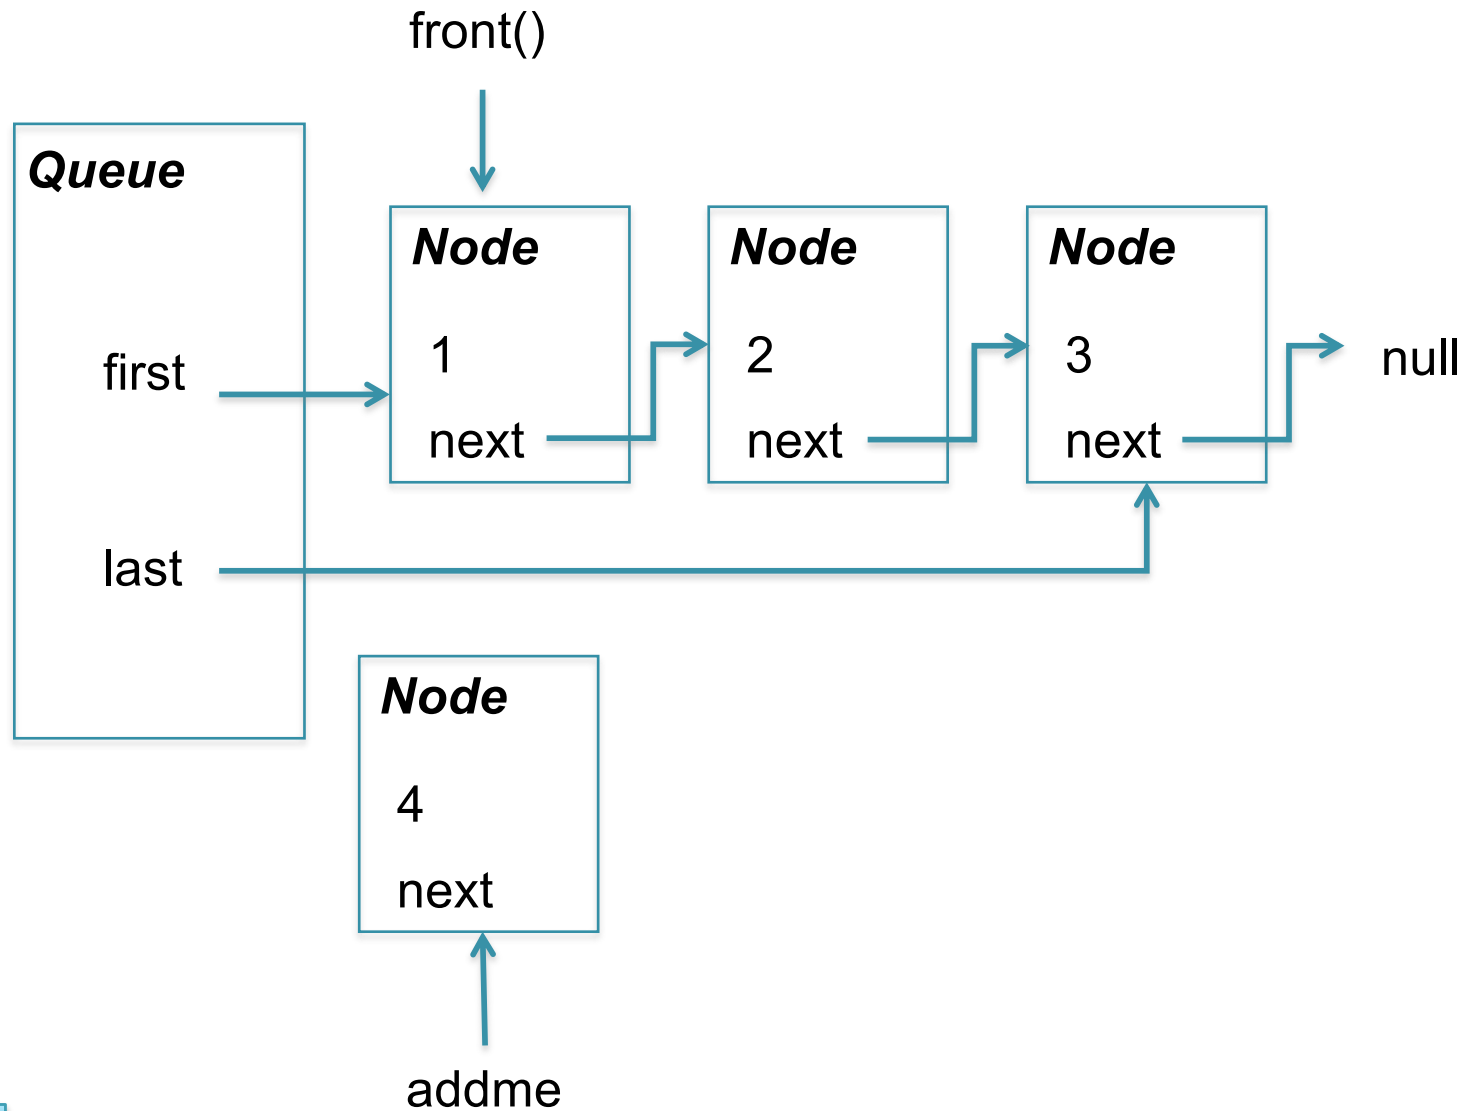 front()
Queue
Node Node Node
1 2 3
first
null
next next next
last
Node
4
next
addme